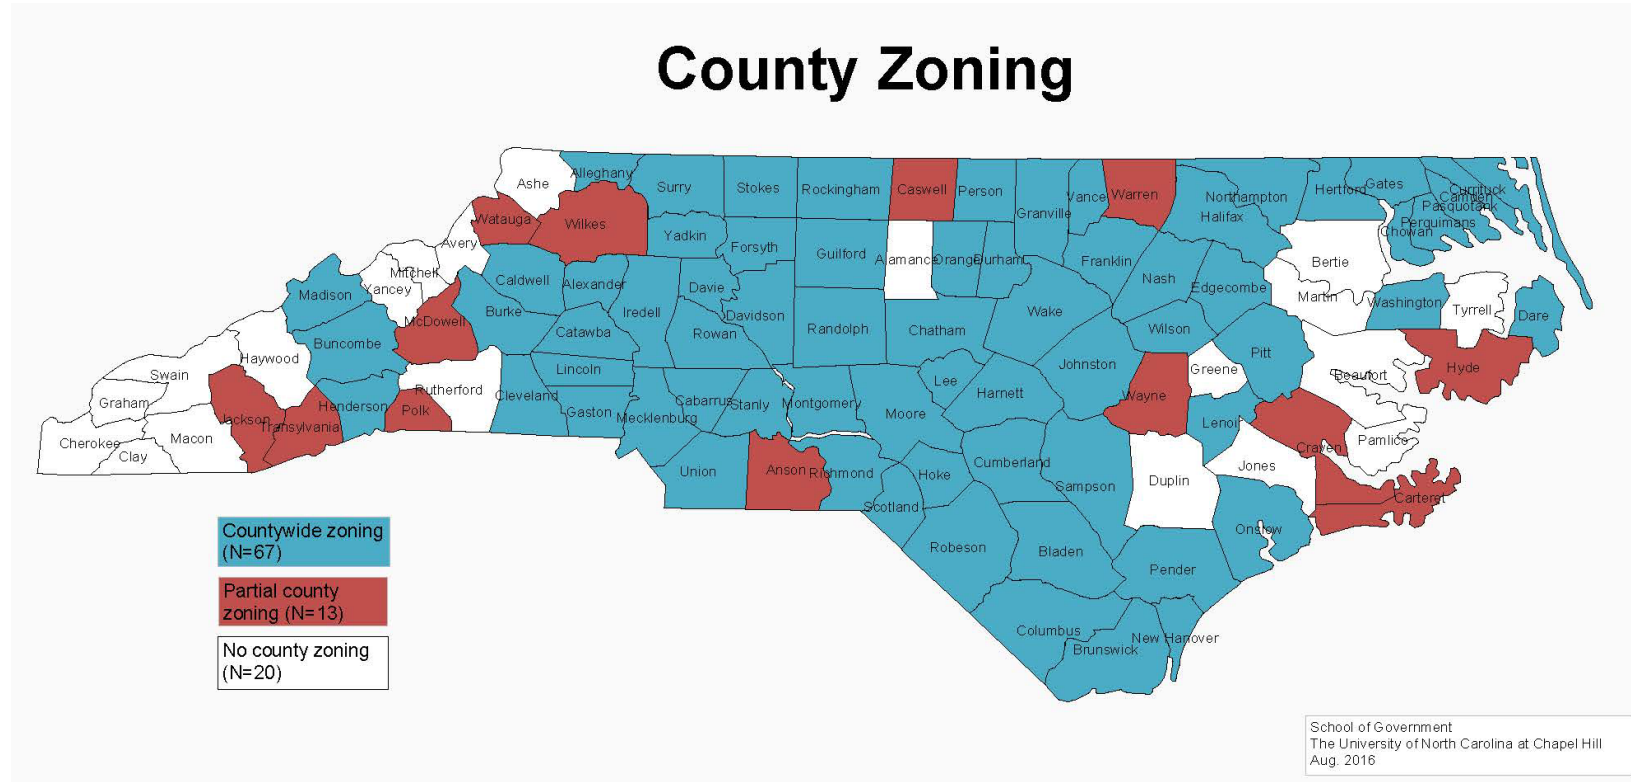 County Zoning
Ashe
Alleghany
Surry
Stokes
Rockingham
Caswell
Person
Granville
Vance
Warren
Northampton
Halifax
Hertford
Gates
Currituck
Camden
Pasquotank
Perquimans
Chowan
Watauga
Wilkes
Yadkin
Forsyth
Guilford
Alamance
Orange
Durham
Franklin
Nash
Edgecombe
Bertie
Martin
Washington
Tyrrell
Dare
Avery
Mitchell
Yancey
Madison
Caldwell
Alexander
Iredell
Davie
Davidson
Rowan
Randolph
Chatham
Wake
Wilson
Pitt
Beaufort
Hyde
Buncombe
McDowell
Burke
Catawba
Lincoln
Lee
Harnett
Johnston
Wayne
Greene
Haywood
Swain
Graham
Cherokee
Clay
Macon
Jackson
Transylvania
Henderson
Polk
Rutherford
Cleveland
Gaston
Mecklenburg
Cabarrus
Stanly
Montgomery
Moore
Lenoir
Craven
Pamlico
Jones
Carteret
Union
Anson
Richmond
Hoke
Scotland
Cumberland
Sampson
Duplin
Onslow
Robeson
Bladen
Pender
Columbus
Brunswick
New Hanover
Countywide zoning
(N=67)
Partial county
zoning (N=13)
No county zoning
(N=20)
School of Government
The University of North Carolina at Chapel Hill
Aug. 2016